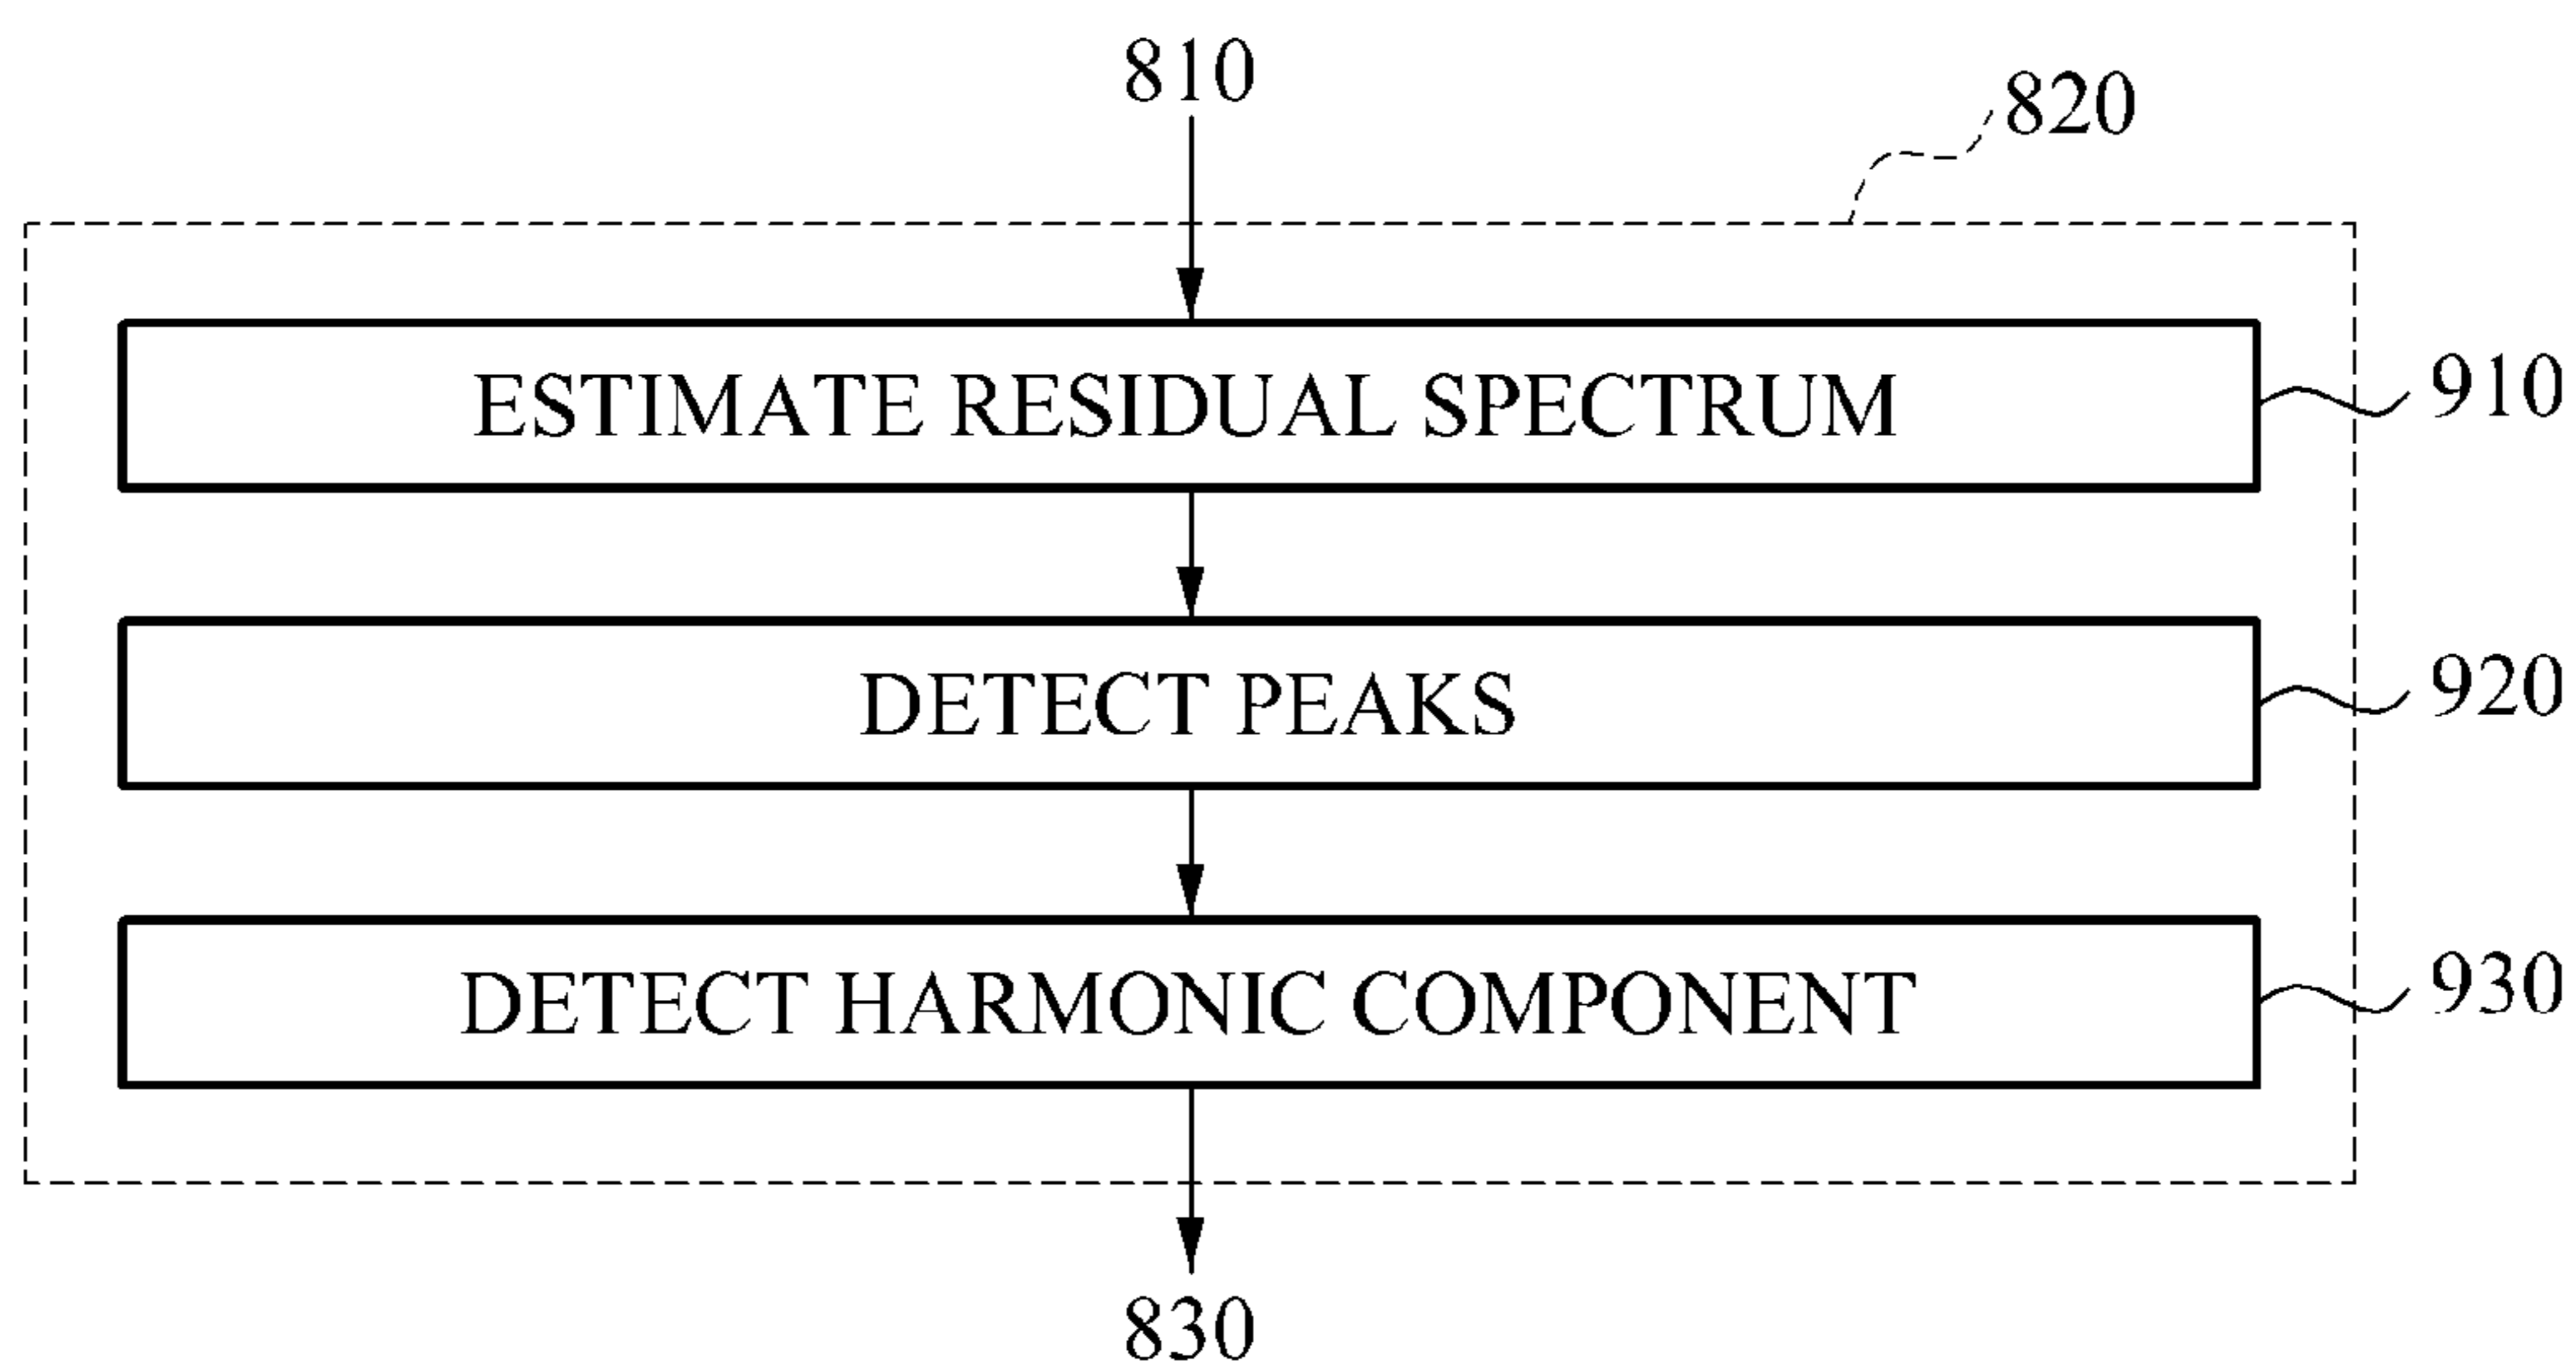 810
820
ESTIMATE RESIDUAL SPECTRUM
910
DETECT PEAKS
920
DETECT HARMONIC COMPONENT
930
830